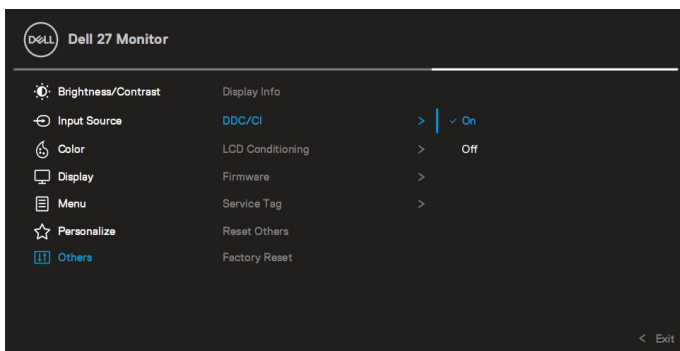 DELL Dell 27 Monitor
Brightness/Contrast Display Info
Input Source DDC/CI > ✓ On
Color LCD Conditioning > Off
Display Firmware >
Menu Service Tag >
Personalize Reset Others
Others Factory Reset
< Exit